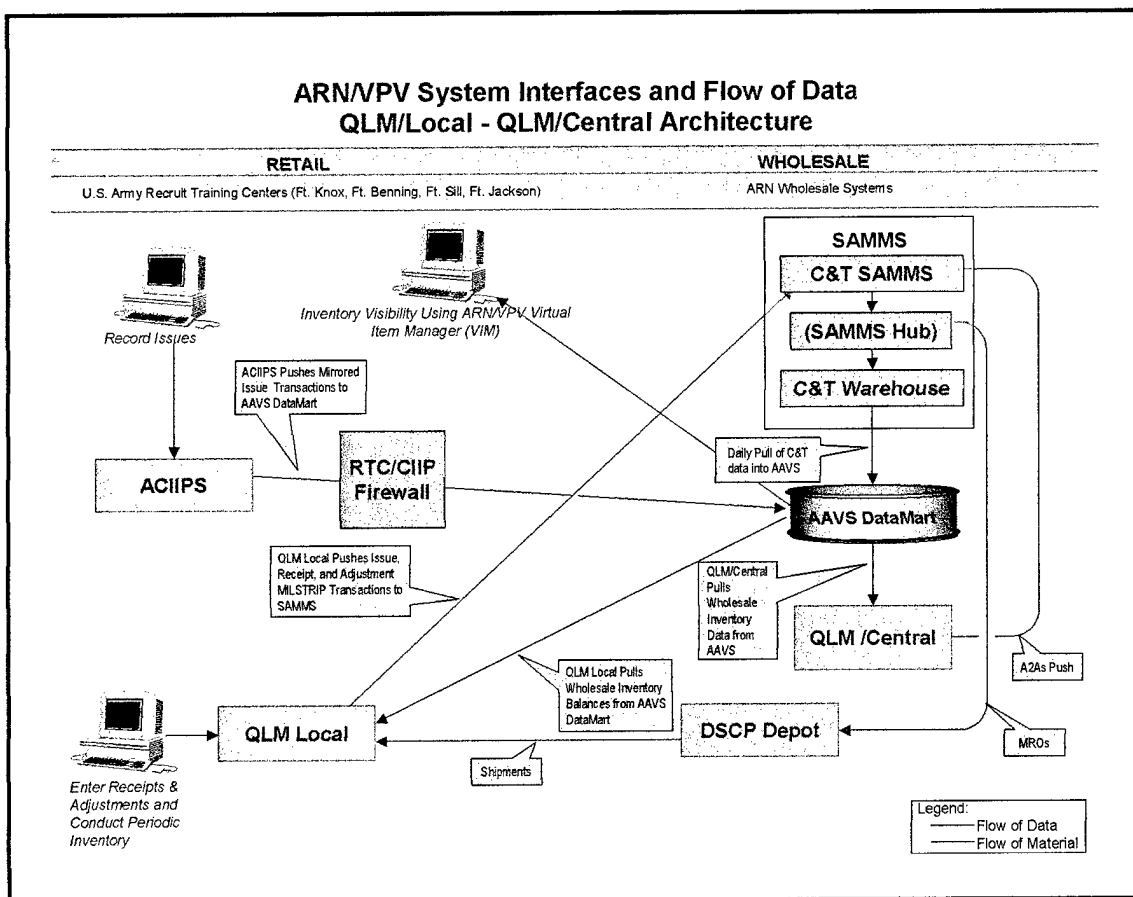 ARN/VPV System Interfaces and Flow of Data
QLM/Local - QLM/Central Architecture
RETAIL
WHOLESALE
U.S. Army Recruit Training Centers (Ft. Knox, Ft. Benning, Ft. Sill, Ft. Jackson)
ARN Wholesale Systems
SAMMS
C&T SAMMS
(SAMMS Hub)
C&T Warehouse
Record Issues
Inventory Visibility Using ARN/VPV Virtual
Item Manager (VIM)
ACIIPS Pushes Mirrored
Issue Transactions to
AAVS DataMart
Daily Pull of C&T
data into AAVS
ACIIPS
RTC/CIIP
Firewall
AAVS DataMart
QLM Local Pushes Issue,
Receipt, and Adjustment
MILSTRIP Transactions to
SAMMS
QLM/Central
Pulls
Wholesale
Inventory
Data from
AAVS
QLM /Central
A2As Push
QLM Local Pulls
Wholesale Inventory
Balances from AAVS
DataMart
QLM Local
DSCP Depot
MROs
Shipments
Enter Receipts &
Adjustments and
Conduct Periodic
Inventory
Legend:
Flow of Data
Flow of Material